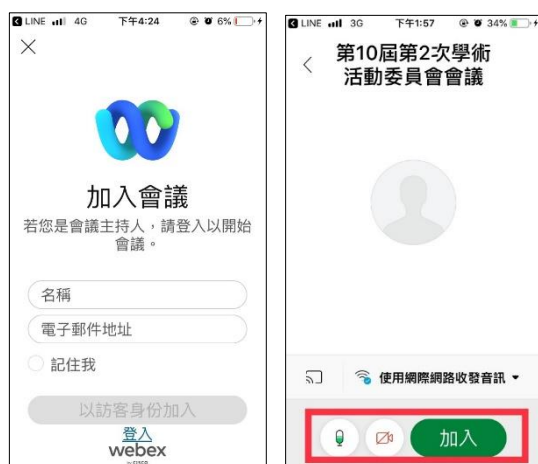 LINE 4G 下午4:24 6%
加入會議
若您是會議主持人，請登入以開始
會議。
名稱
電子郵件地址
記住我
以訪客身份加入
登入
webex
LINE 3G 下午1:57 34%
第10屆第2次學術
活動委員會會議
使用網際網路收發音訊
加入